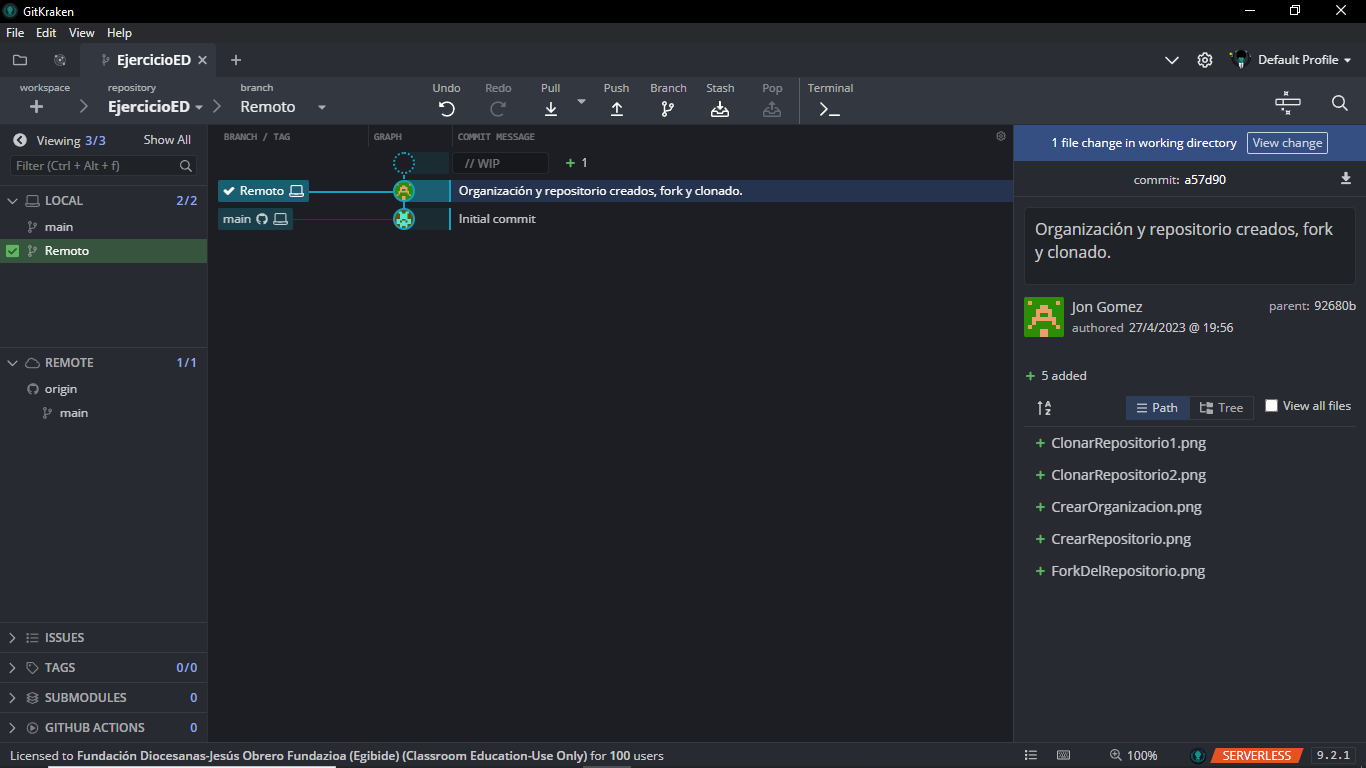 GitKraken
File Edit View Help
EjercicioED
Default Profile
workspace
repository
EjercicioED
branch
Remoto
Undo
Redo
Pull
Push
Branch
Stash
Pop
Terminal
Viewing 3/3
Show All
Filter (Ctrl + Alt + f)
LOCAL 2/2
main
Remoto
REMOTE 1/1
origin
main
ISSUES
TAGS 0/0
SUBMODULES 0
GITHUB ACTIONS 0
BRANCH / TAG GRAPH COMMIT MESSAGE
// WIP + 1
Remoto Organización y repositorio creados, fork y clonado.
main Initial commit
1 file change in working directory View change
commit: a57d90
Organización y repositorio creados, fork
y clonado.
Jon Gomez parent: 92680b
authored 27/4/2023 @ 19:56
+ 5 added
Path Tree View all files
+ ClonarRepositorio1.png
+ ClonarRepositorio2.png
+ CrearOrganizacion.png
+ CrearRepositorio.png
+ ForkDelRepositorio.png
Licensed to Fundación Diocesanas-Jesús Obrero Fundazioa (Egibide) (Classroom Education-Use Only) for 100 users
100% SERVERLESS 9.2.1